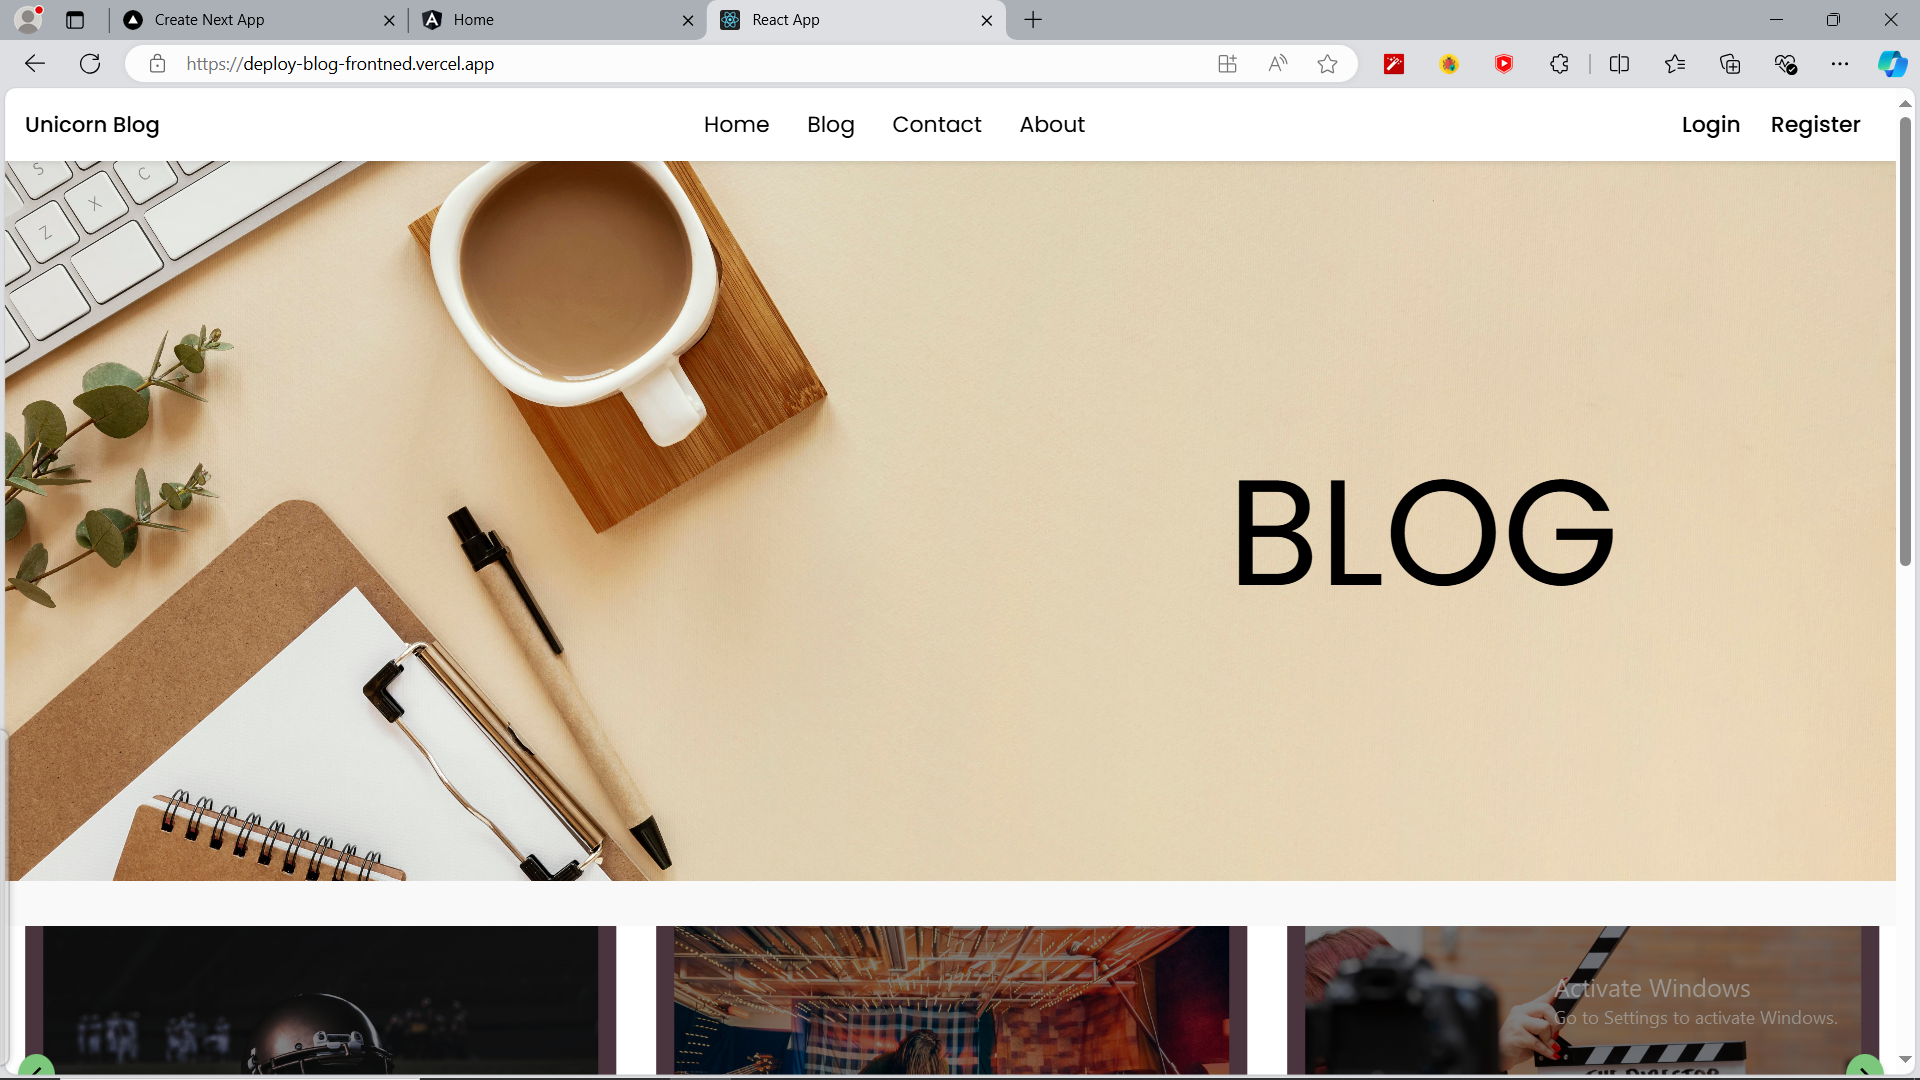 Create Next App
Home
React App
https://deploy-blog-frontned.vercel.app
Unicorn Blog
Home Blog Contact About
Login Register
S
C
X
Z
BLOG
Activate Windows
Go to Settings to activate Windows.